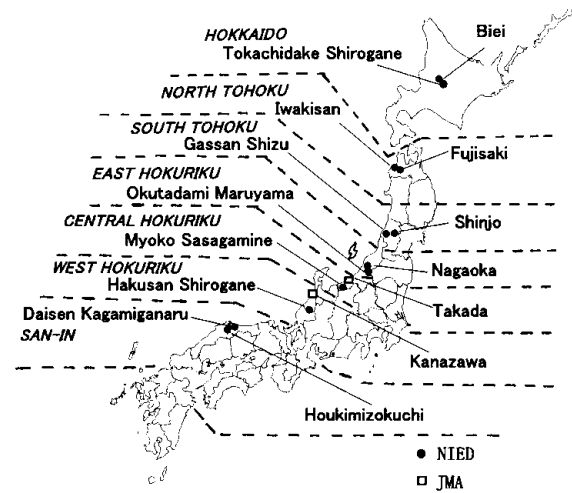 HOKKAIDO
Biei
Tokachidake Shirogane
NORTH TOHOKU
Iwakisan
SOUTH TOHOKU
Gassan Shizu
Fujisaki
EAST HOKURIKU
Okutadami Maruyama
CENTRAL HOKURIKU
Shinjo
Myoko Sasagamine
WEST HOKURIKU
Nagaoka
Hakusan Shirogane
Takada
Daisen Kagamiganaru
SAN-IN
Kanazawa
Houkimizokuchi
NIED
JMA